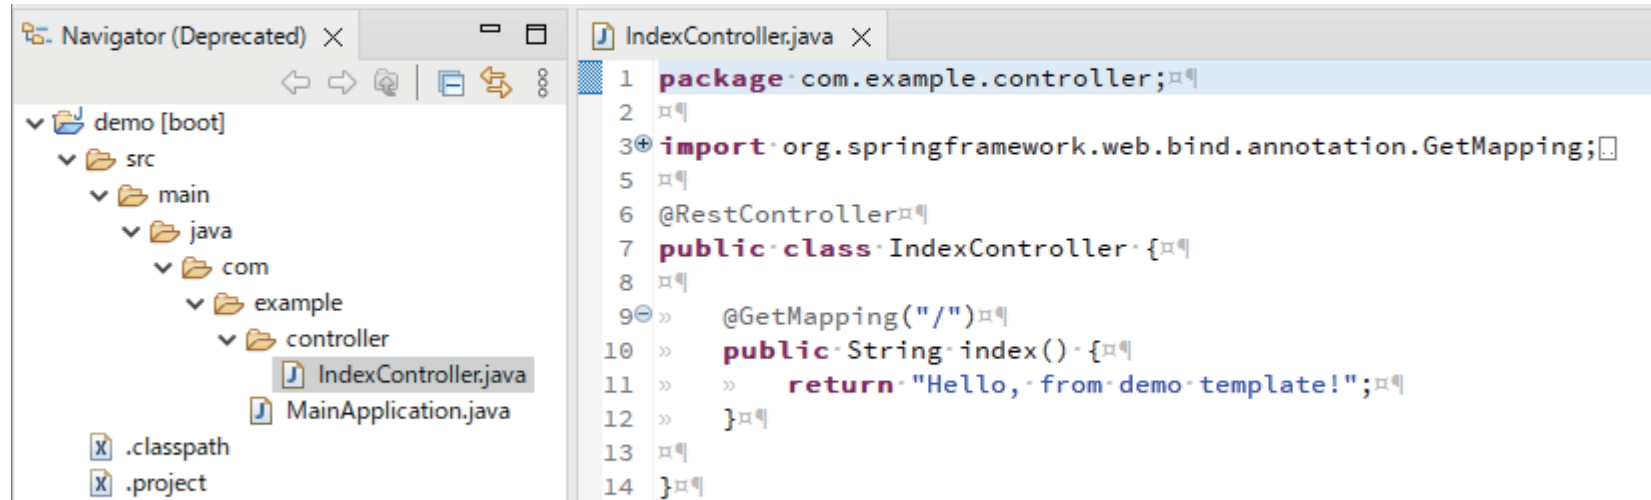 Navigator (Deprecated)
demo [boot]
src
main
java
com
example
controller
IndexController.java
MainApplication.java
.classpath
.project
IndexController.java
1 package com.example.controller;
2
3 import org.springframework.web.bind.annotation.GetMapping;
5
6 @RestController
7 public class IndexController {
8
9 @GetMapping("/")
10 public String index() {
11 return "Hello, from demo template!";
12 }
13
14 }